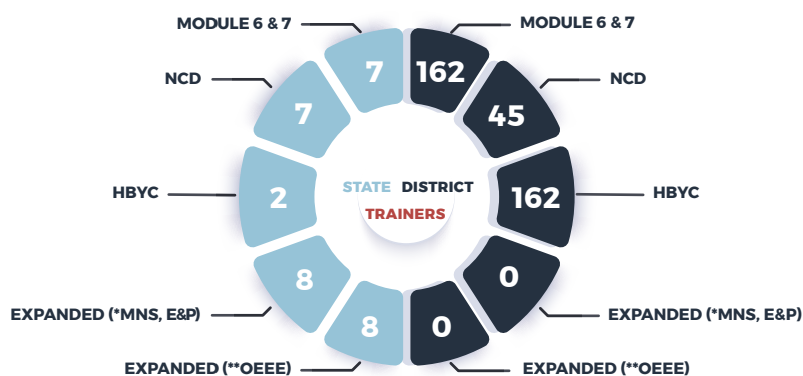 MODULE 6 & 7
MODULE 6 & 7
7
162
NCD
NCD
7
45
HBYC
2
STATE DISTRICT
TRAINERS
162
HBYC
8
0
EXPANDED (*MNS, E&P)
EXPANDED (*MNS, E&P)
8
0
EXPANDED (**OEEE)
EXPANDED (**OEEE)